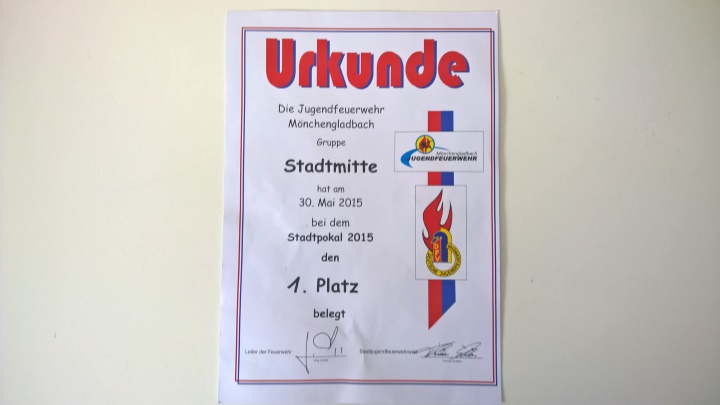 Urkunde
Die Jugendfeuerwehr
Mönchengladbach
Gruppe
Stadtmitte
hat am
30. Mai 2015
bei dem
Stadtpokal 2015
den
1. Platz
belegt
Mönchengladbach
JUGENDFEUERWEHR
Leiter der Feuerwehr
Stadtjugendfeuerwehrwart